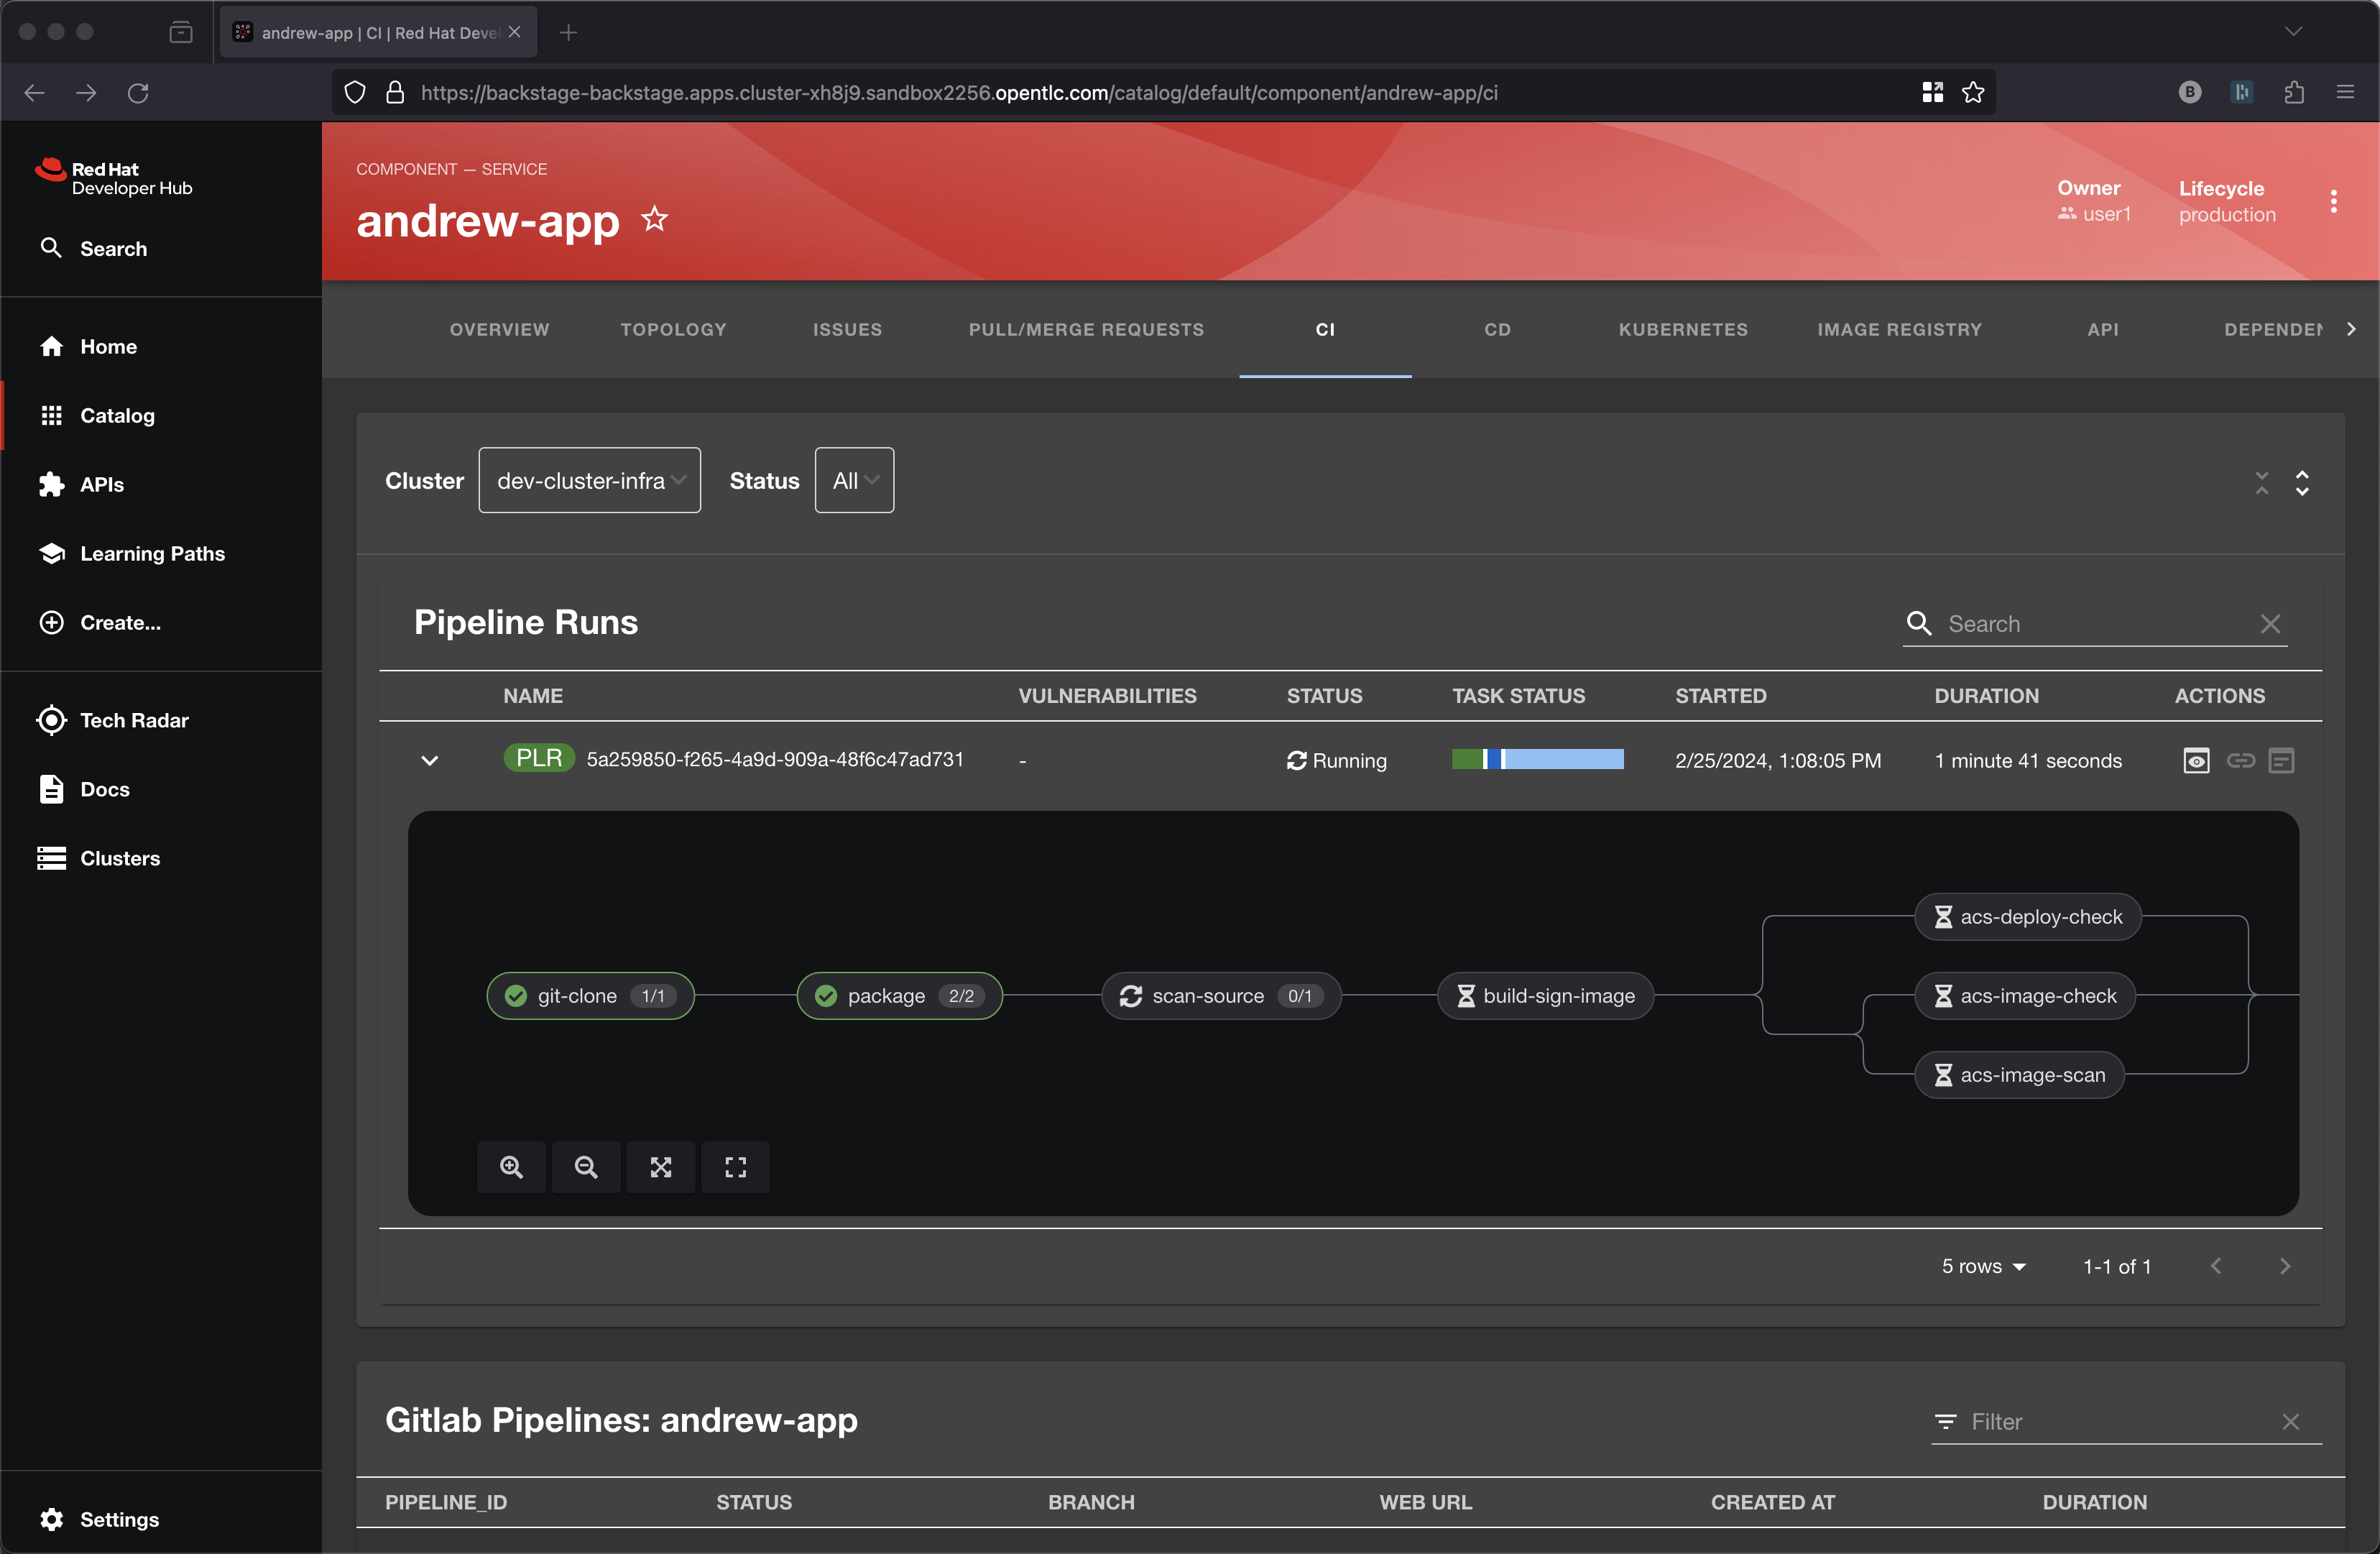 andrew-app | CI | Red Hat Deve
https://backstage-backstage.apps.cluster-xh8j9.sandbox2256.opentlc.com/catalog/default/component/andrew-app/ci
B
Red Hat
Developer Hub
Search
Home
Catalog
APIs
Learning Paths
Create...
Tech Radar
Docs
Clusters
Settings
COMPONENT — SERVICE
andrew-app
Owner
user1
Lifecycle
production
OVERVIEW TOPOLOGY ISSUES PULL/MERGE REQUESTS CI CD KUBERNETES IMAGE REGISTRY API DEPENDEN
Cluster dev-cluster-infra Status All
Pipeline Runs
Search
NAME VULNERABILITIES STATUS TASK STATUS STARTED DURATION ACTIONS
PLR 5a259850-f265-4a9d-909a-48f6c47ad731 - Running 2/25/2024, 1:08:05 PM 1 minute 41 seconds
acs-deploy-check
git-clone 1/1 package 2/2 scan-source 0/1 build-sign-image acs-image-check
acs-image-scan
5 rows 1-1 of 1
Gitlab Pipelines: andrew-app
Filter
PIPELINE_ID STATUS BRANCH WEB URL CREATED AT DURATION